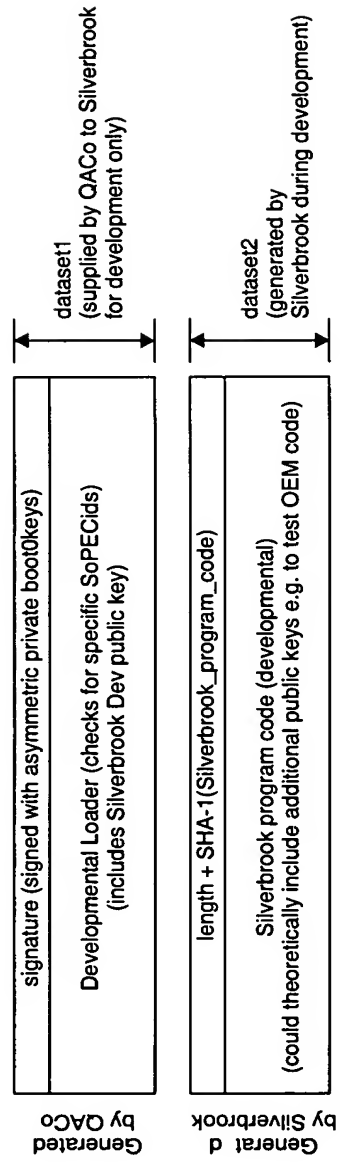 Generated
by QACo
signature (signed with asymmetric private boot0keys)
Developmental Loader (checks for specific SoPECids)
(includes Silverbrook Dev public key)
dataset1
(supplied by QACo to Silverbrook
for development only)
Generat d
by Silverbrook
length + SHA-1(Silverbrook_program_code)
Silverbrook program code (developmental)
(could theoretically include additional public keys e.g. to test OEM code)
dataset2
(generated by
Silverbrook during development)